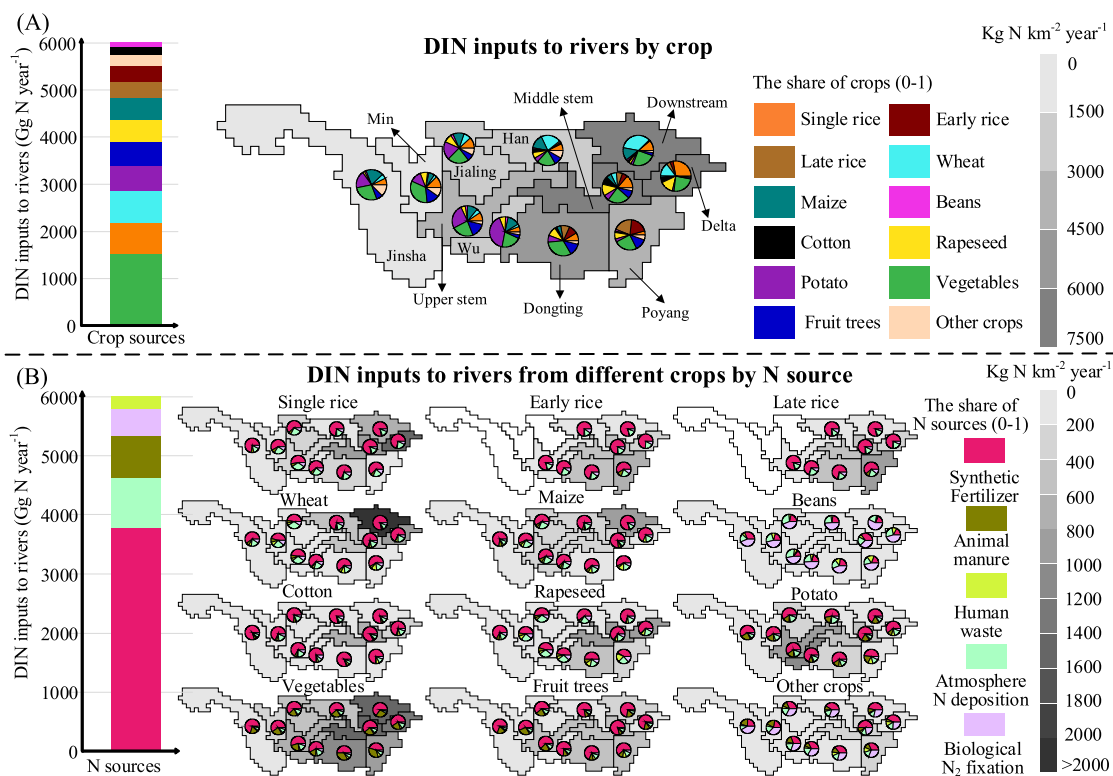 (A)
DIN inputs to rivers by crop
Kg N km-2 year-1
DIN inputs to rivers (Gg N year-1)
6000
5000
4000
3000
2000
1000
0
Crop sources
Min
Jialing
Han
Middle stem
Downstream
Jinsha
Wu
Upper stem
Dongting
Poyang
Delta
The share of crops (0-1)
Single rice
Early rice
Late rice
Wheat
Maize
Beans
Cotton
Rapeseed
Potato
Vegetables
Fruit trees
Other crops
0
1500
3000
4500
6000
7500
(B)
DIN inputs to rivers from different crops by N source
Kg N km-2 year-1
DIN inputs to rivers (Gg N year-1)
6000
5000
4000
3000
2000
1000
0
N sources
Single rice
Early rice
Late rice
Wheat
Maize
Beans
Cotton
Rapeseed
Potato
Vegetables
Fruit trees
Other crops
The share of
N sources (0-1)
Synthetic
Fertilizer
Animal
manure
Human
waste
Atmosphere
N deposition
Biological
N2 fixation
0
200
400
600
800
1000
1200
1400
1600
1800
2000
>2000